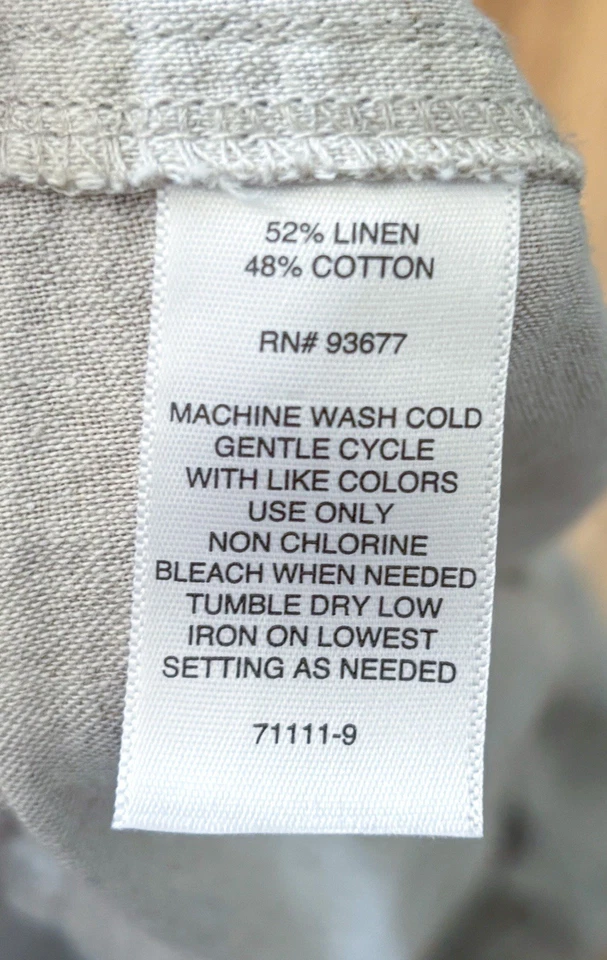 52% LINEN
48% COTTON
RN# 93677
MACHINE WASH COLD
GENTLE CYCLE
WITH LIKE COLORS
USE ONLY
NON CHLORINE
BLEACH WHEN NEEDED
TUMBLE DRY LOW
IRON ON LOWEST
SETTING AS NEEDED
71111-9